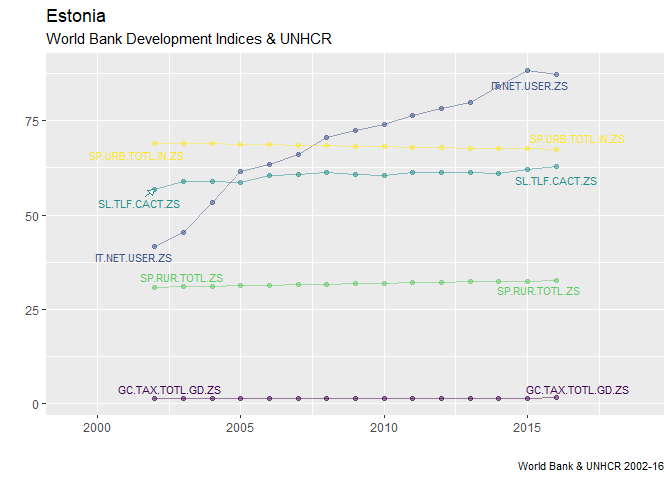 Estonia
World Bank Development Indices & UNHCR
IT.NET.USER.ZS
75
SP.URB.TOTL.IN.ZS
SP.URB.TOTL.IN.ZS
SL.TLF.CACT.ZS
SL.TLF.CACT.ZS
50
IT.NET.USER.ZS
SP.RUR.TOTL.ZS
SP.RUR.TOTL.ZS
25
GC.TAX.TOTL.GD.ZS
GC.TAX.TOTL.GD.ZS
0
2000
2005
2010
2015
World Bank & UNHCR 2002-16